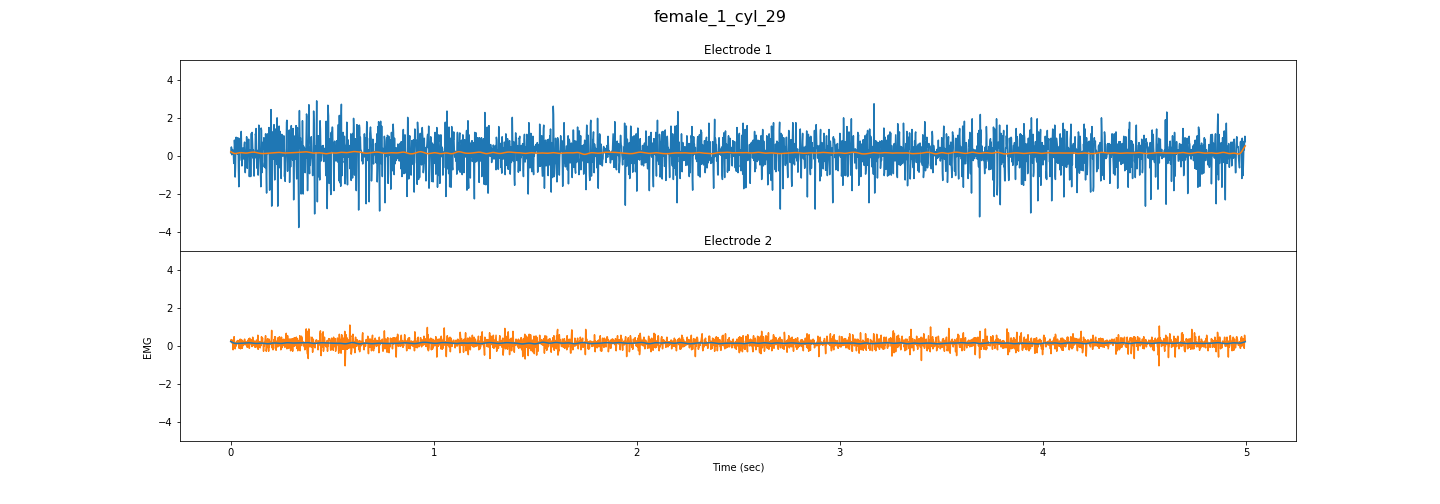 female_1_cyl_29
Electrode 1
4
2
0
−2
−4
Electrode 2
4
2
0
−2
−4
EMG
0 1 2 3 4 5
Time (sec)